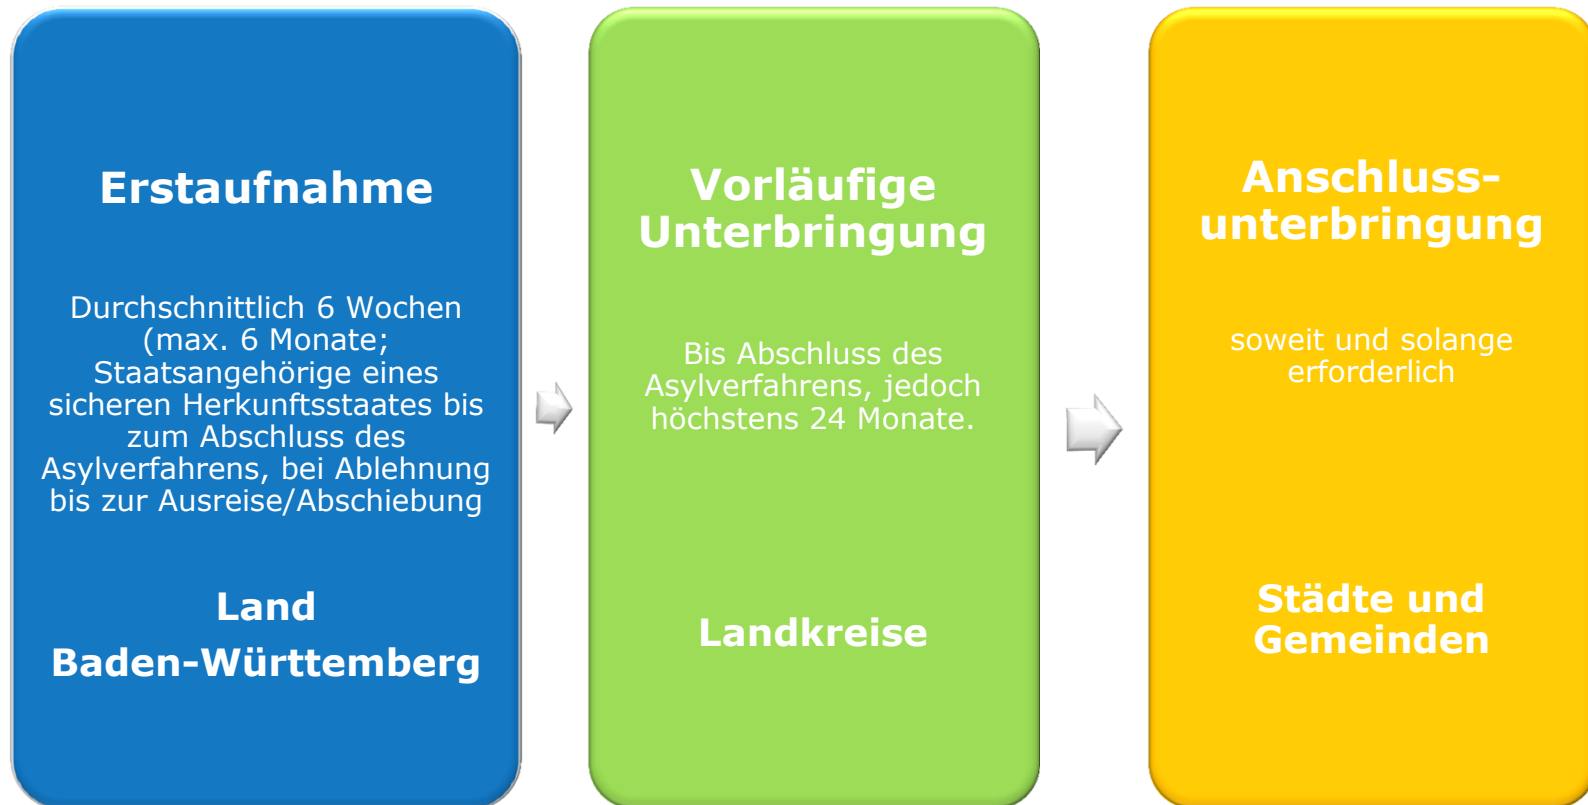 Erstaufnahme
Durchschnittlich 6 Wochen
(max. 6 Monate;
Staatsangehörige eines
sicheren Herkunftsstaates bis
zum Abschluss des
Asylverfahrens, bei Ablehnung
bis zur Ausreise/Abschiebung
Land
Baden-Württemberg
Vorläufige
Unterbringung
Bis Abschluss des
Asylverfahrens, jedoch
höchstens 24 Monate.
Landkreise
Anschluss-
unterbringung
soweit und solange
erforderlich
Städte und
Gemeinden